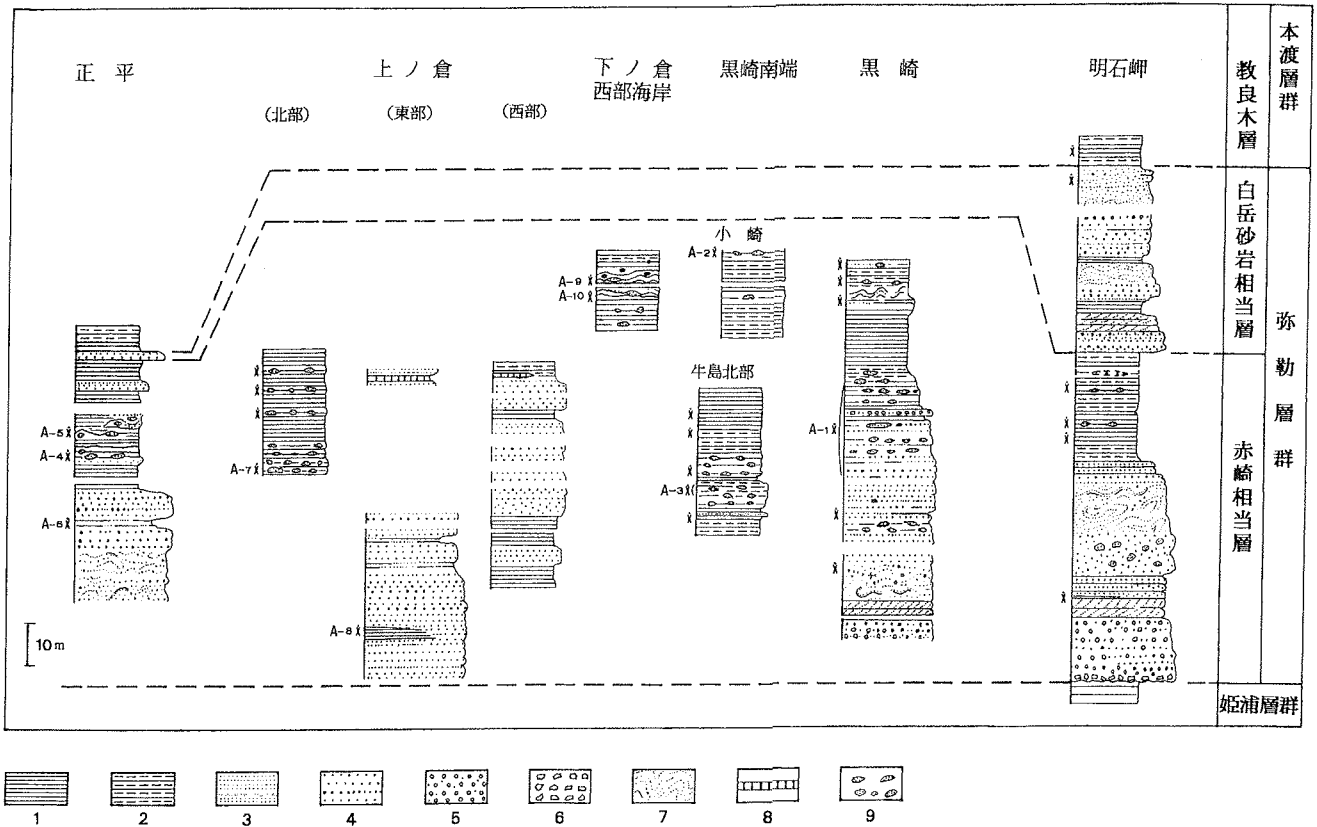 正平
上ノ倉
(北部)
(東部)
(西部)
下ノ倉
西部海岸
黒崎南端
黒崎
明石岬
教良木層
本渡層群
白岳砂岩相当層
弥勒層群
赤崎相当層
姫浦層群
小崎
牛島北部
A-5
A-4
A-6
A-7
A-8
A-9
A-10
A-2
A-3
A-1
10m
1
2
3
4
5
6
7
8
9